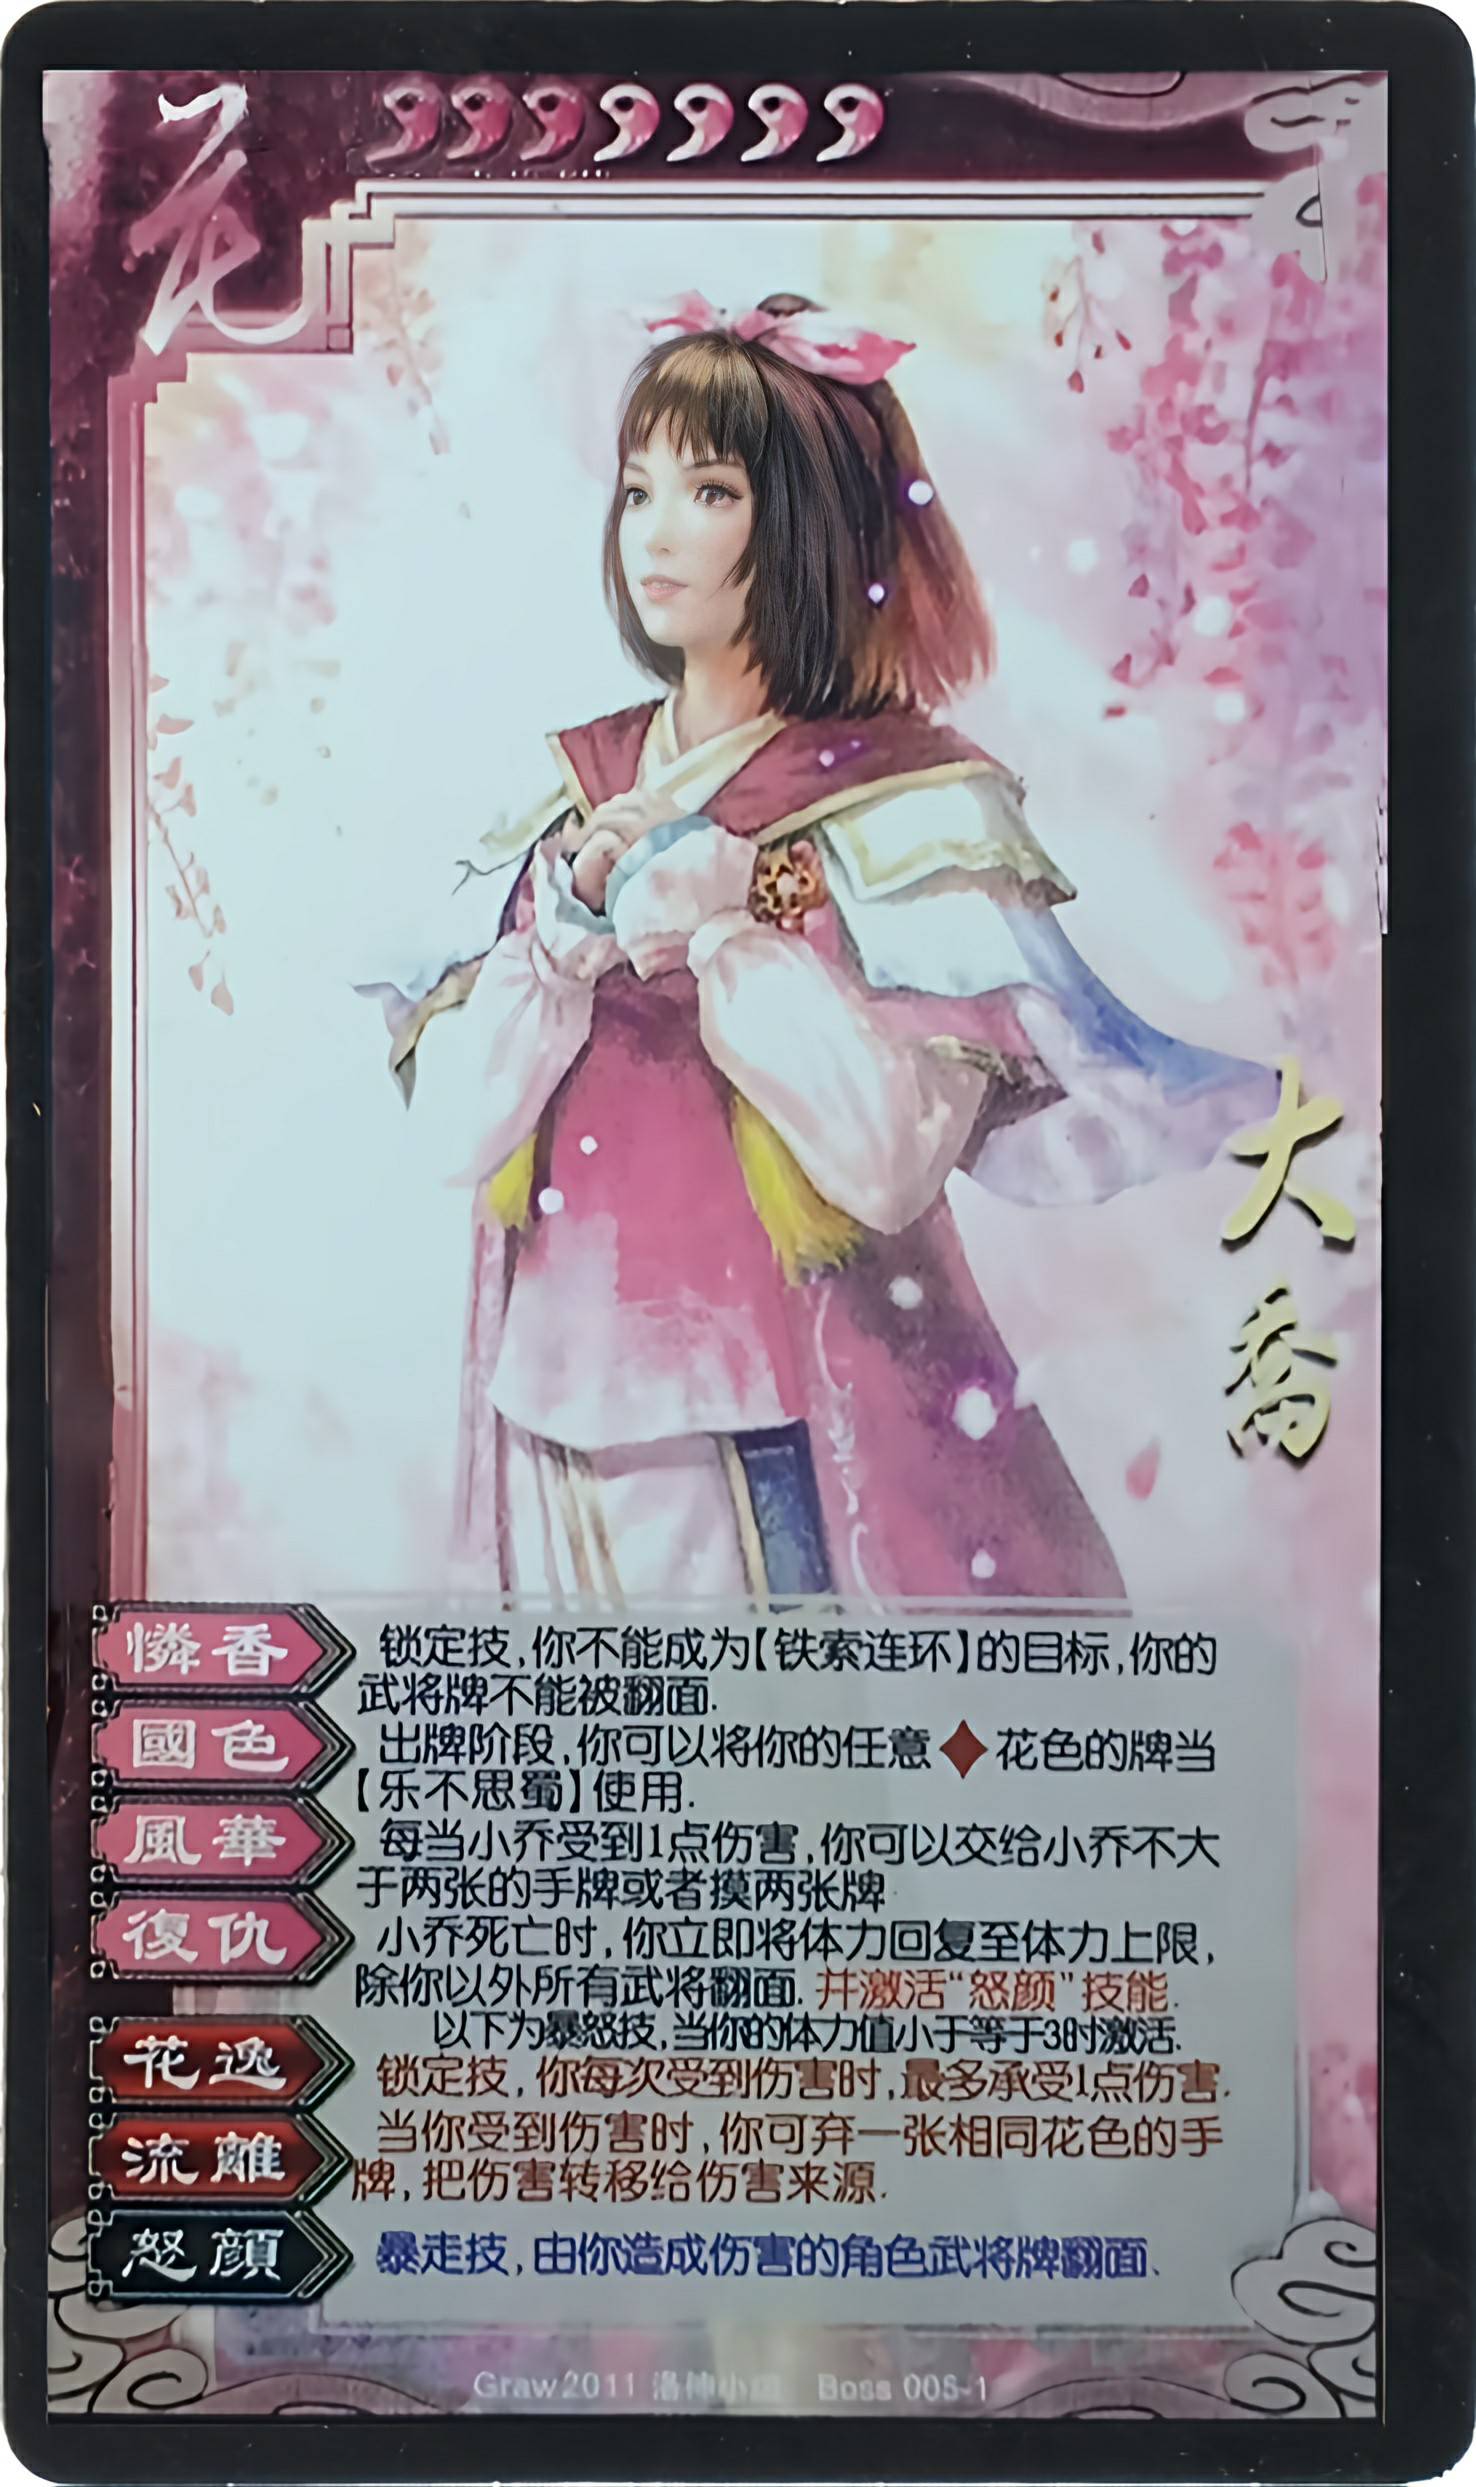 花
大喬
憐香
锁定技,你不能成为【铁索连环】的目标,你的
武将牌不能被翻面.
國色
出牌阶段,你可以将你的任意♦花色的牌当
【乐不思蜀】使用.
風華
每当小乔受到1点伤害,你可以交给小乔不大
于两张的手牌或者摸两张牌
復仇
小乔死亡时,你立即将体力回复至体力上限,
除你以外所有武将翻面.并激活“怒颜”技能.
以下为暴怒技,当你的体力值小于等于3时激活.
花逸
锁定技,你每次受到伤害时,最多承受1点伤害.
流離
当你受到伤害时,你可弃一张相同花色的手
牌,把伤害转移给伤害来源.
怒顔
暴走技,由你造成伤害的角色武将牌翻面.
Graw2011 洛神小 Boss 006-1